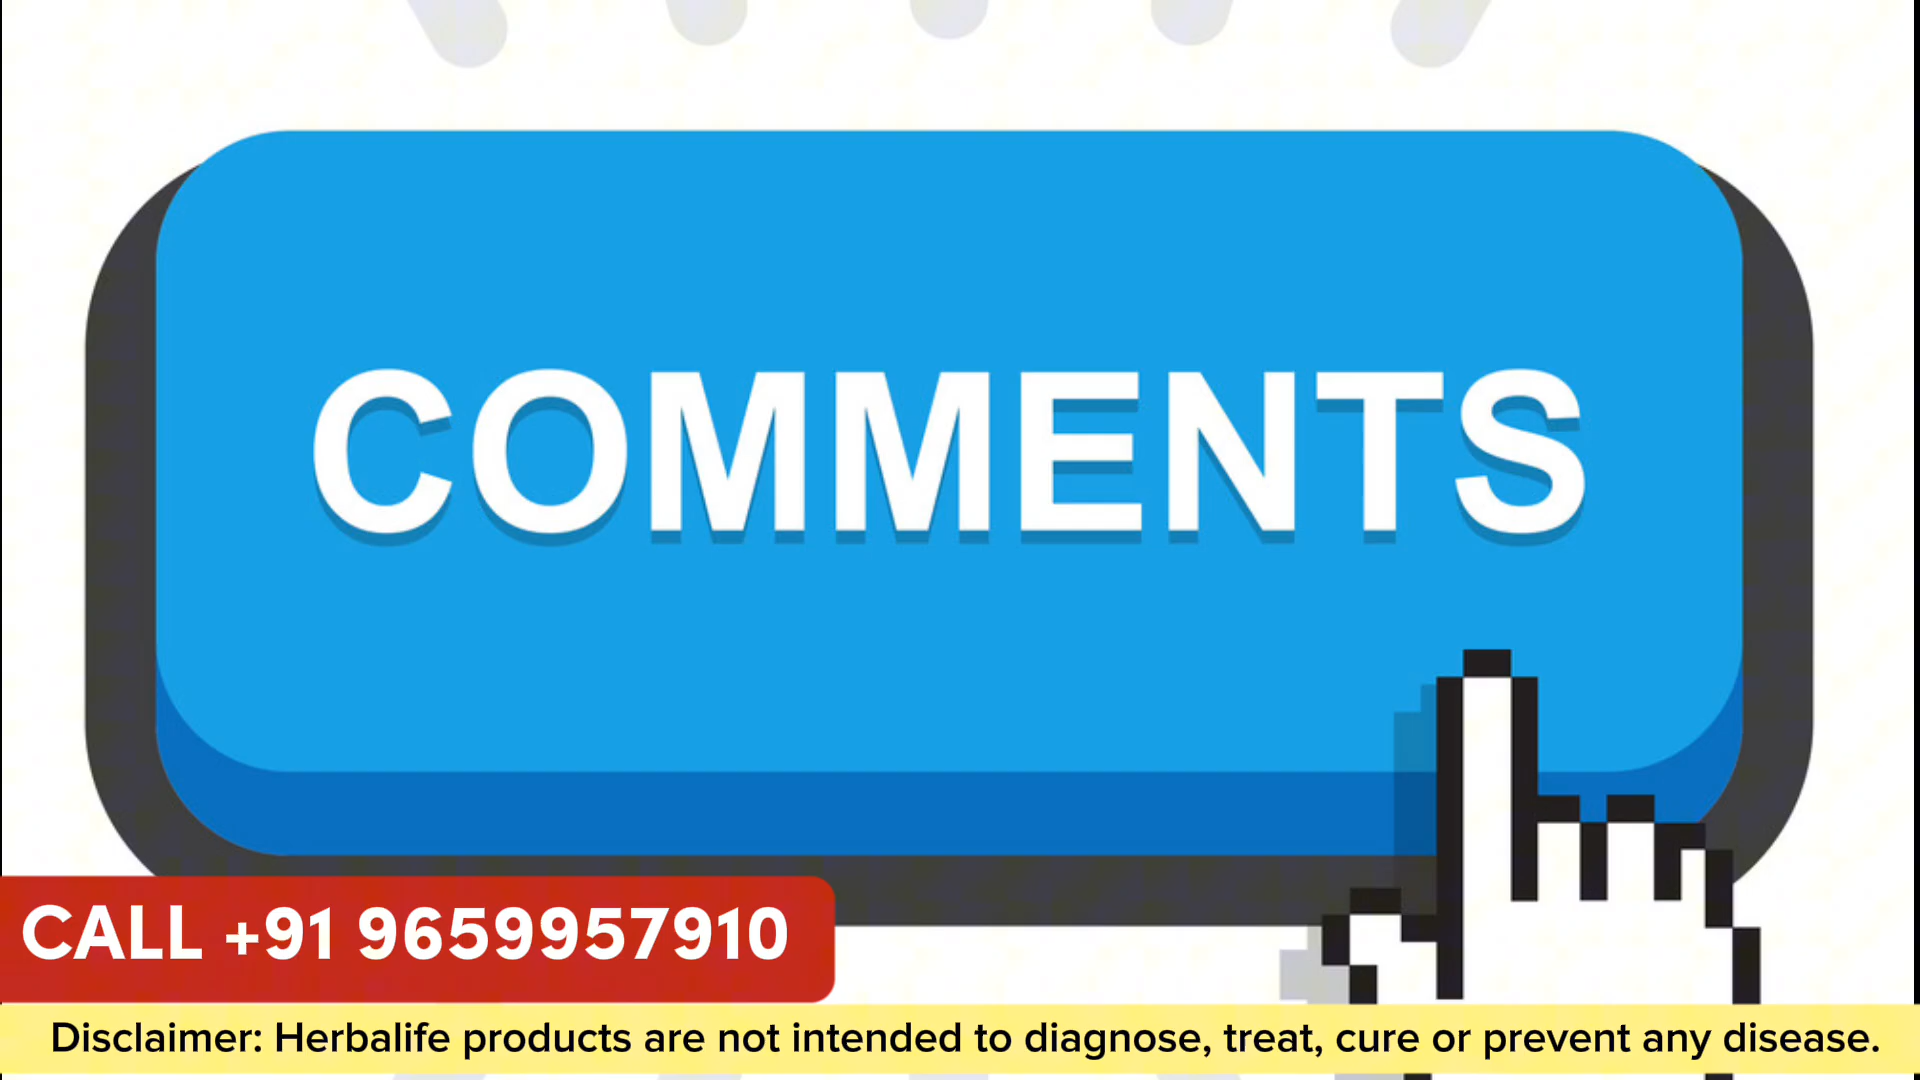 COMMENTS
CALL +91 9659957910
Disclaimer: Herbalife products are not intended to diagnose, treat, cure or prevent any disease.